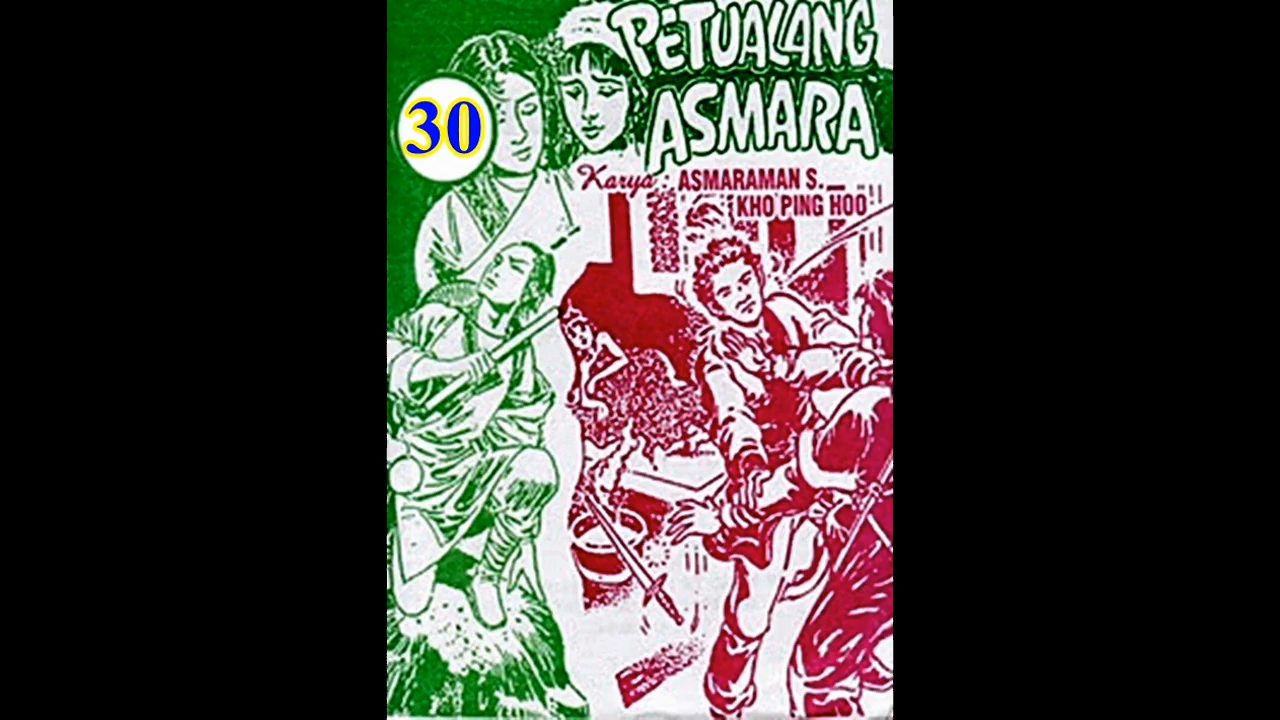 PETUALANG
ASMARA
30
Karya : ASMARAMAN S.
KHO PING HOO